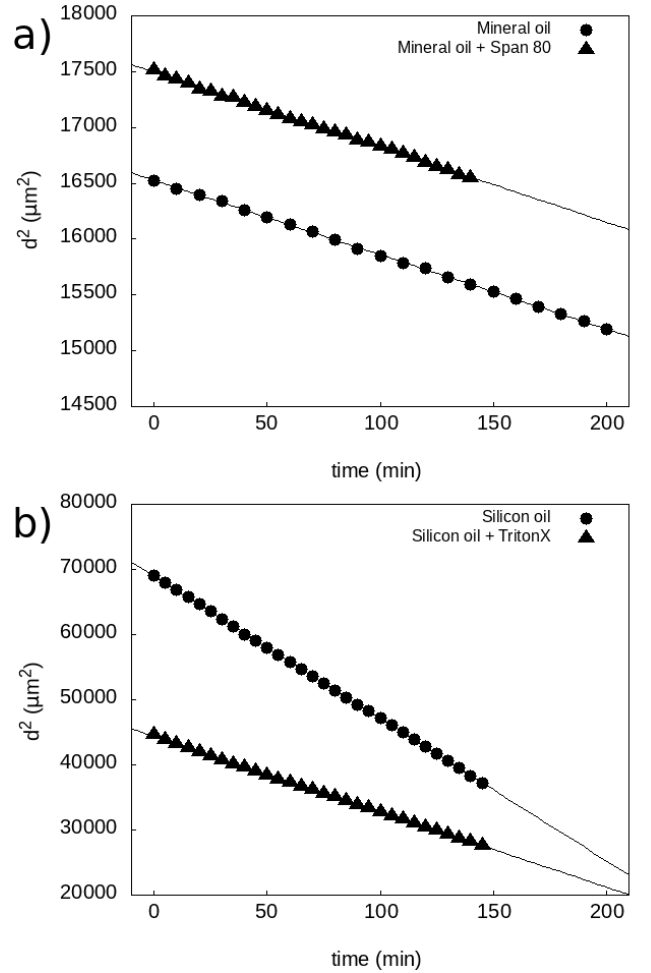 a)
18000
17500
17000
16500
16000
15500
15000
14500
d² (µm²)
Mineral oil
Mineral oil + Span 80
0 50 100 150 200
time (min)
b)
80000
70000
60000
50000
40000
30000
20000
d² (µm²)
Silicon oil
Silicon oil + TritonX
0 50 100 150 200
time (min)